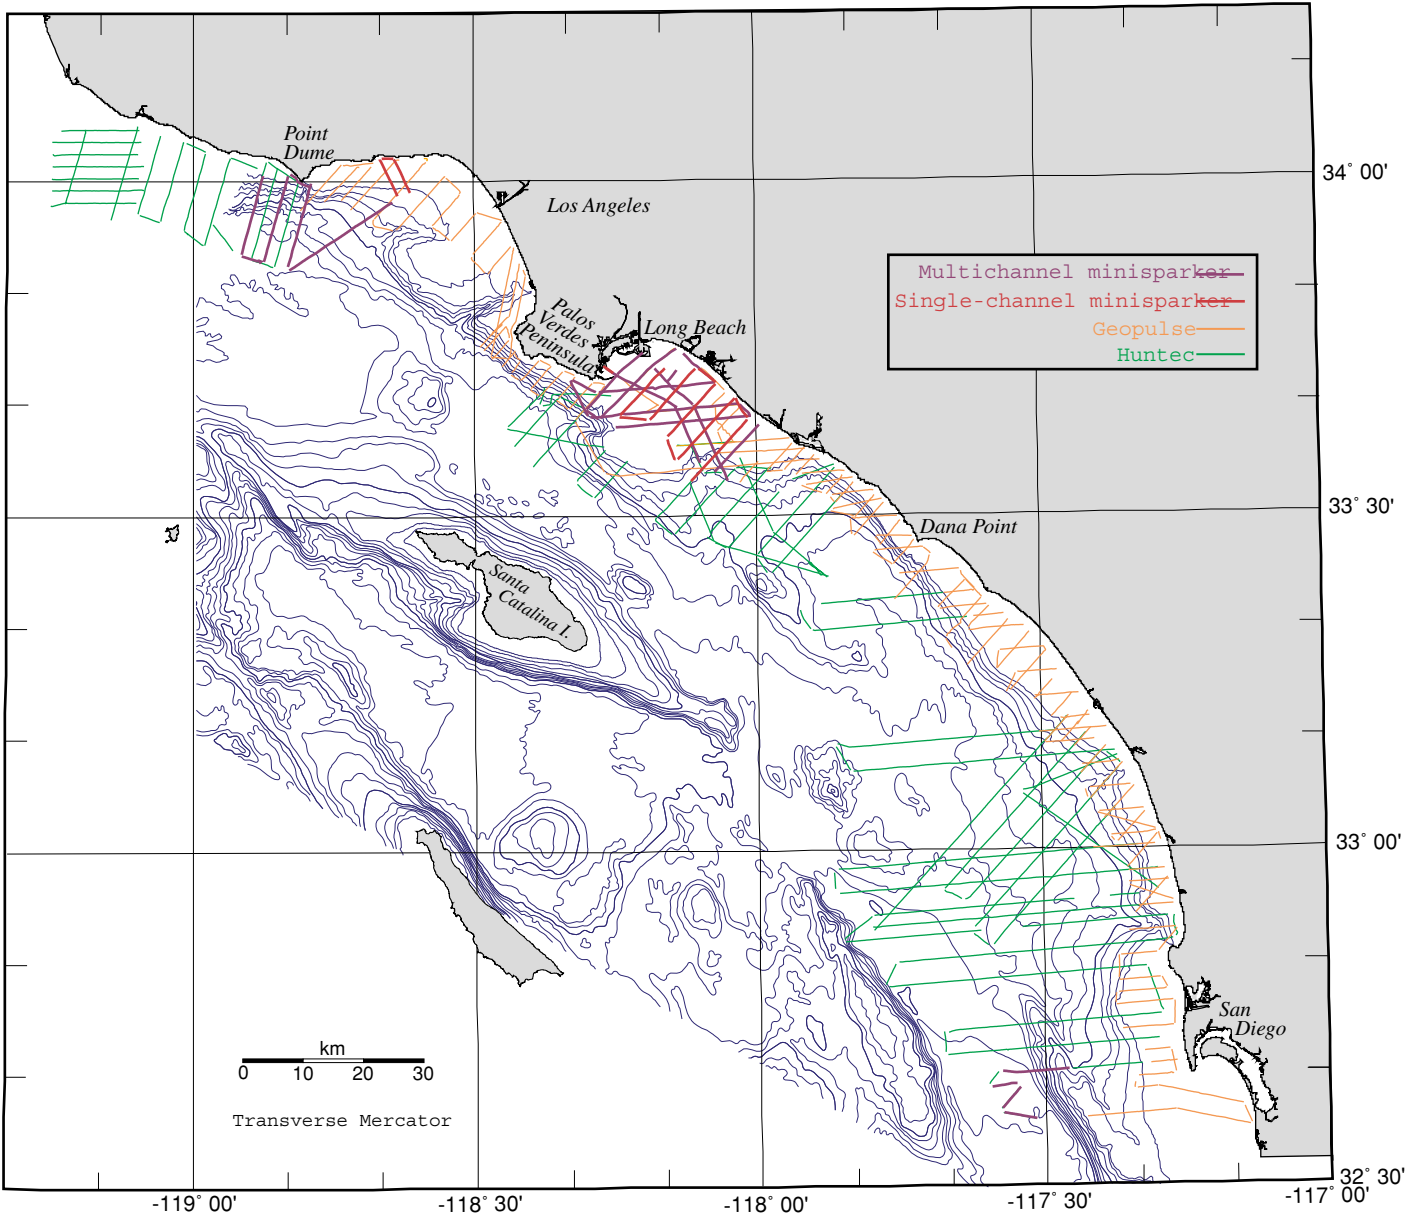 Point
Dume
34° 00'
Los Angeles
Multichannel minisparker
Single-channel minisparker
Geopulse
Huntec
Palos
Verdes
Peninsula
Long Beach
33° 30'
Dana Point
Santa
Catalina I.
33° 00'
San
Diego
km
0 10 20 30
Transverse Mercator
32° 30'
-119° 00'
-118° 30'
-118° 00'
-117° 30'
-117° 00'